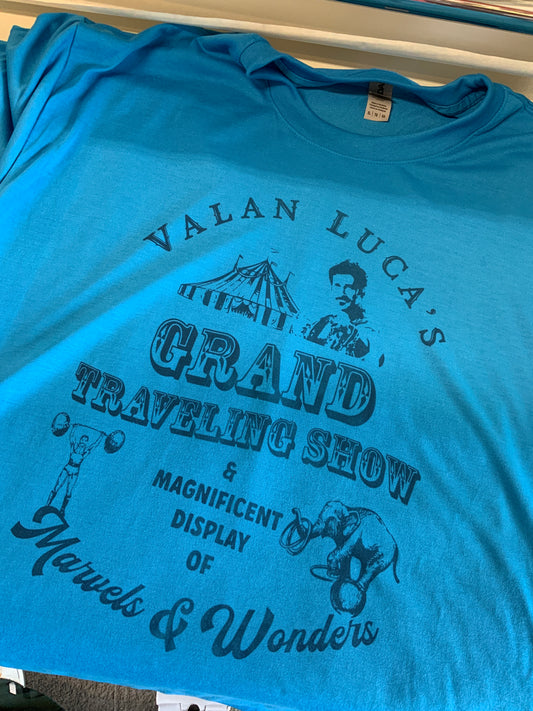 VALAN LUCA'S
GRAND
TRAVELING SHOW
&
MAGNIFICENT
DISPLAY
OF
Marvels & Wonders